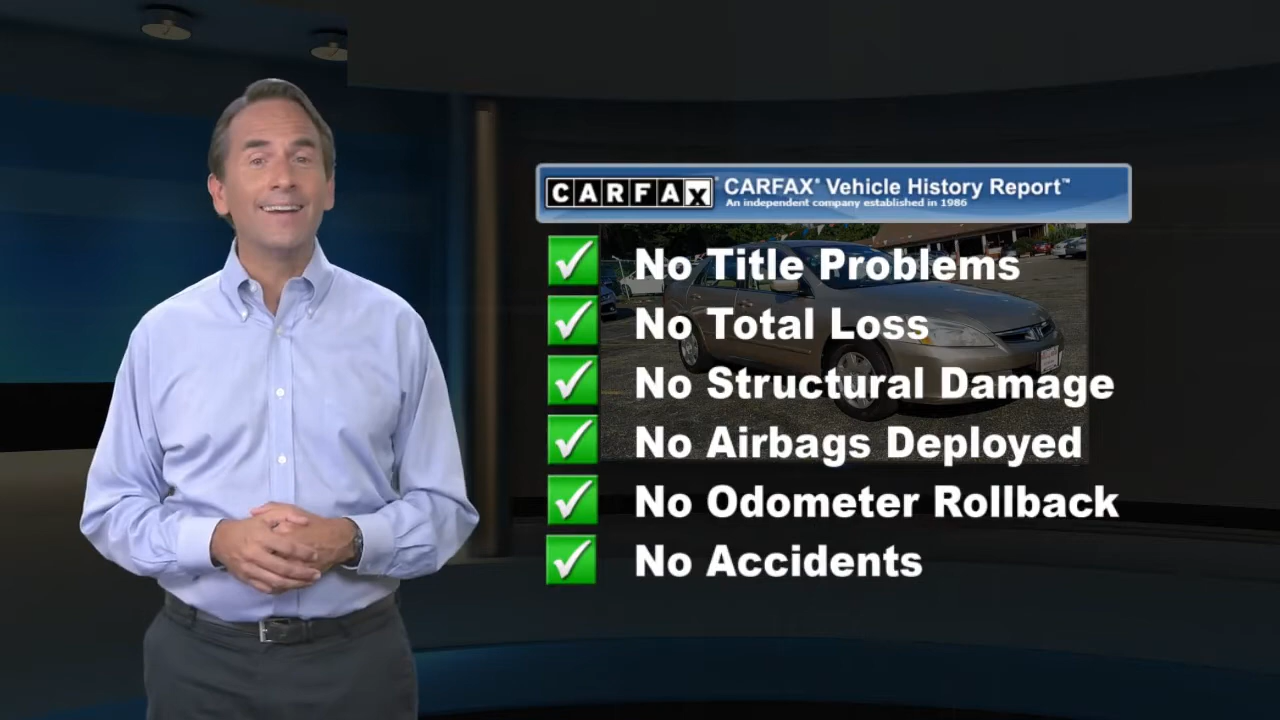 CARFAX
CARFAX® Vehicle History Report™
An independent company established in 1986
No Title Problems
No Total Loss
No Structural Damage
No Airbags Deployed
No Odometer Rollback
No Accidents